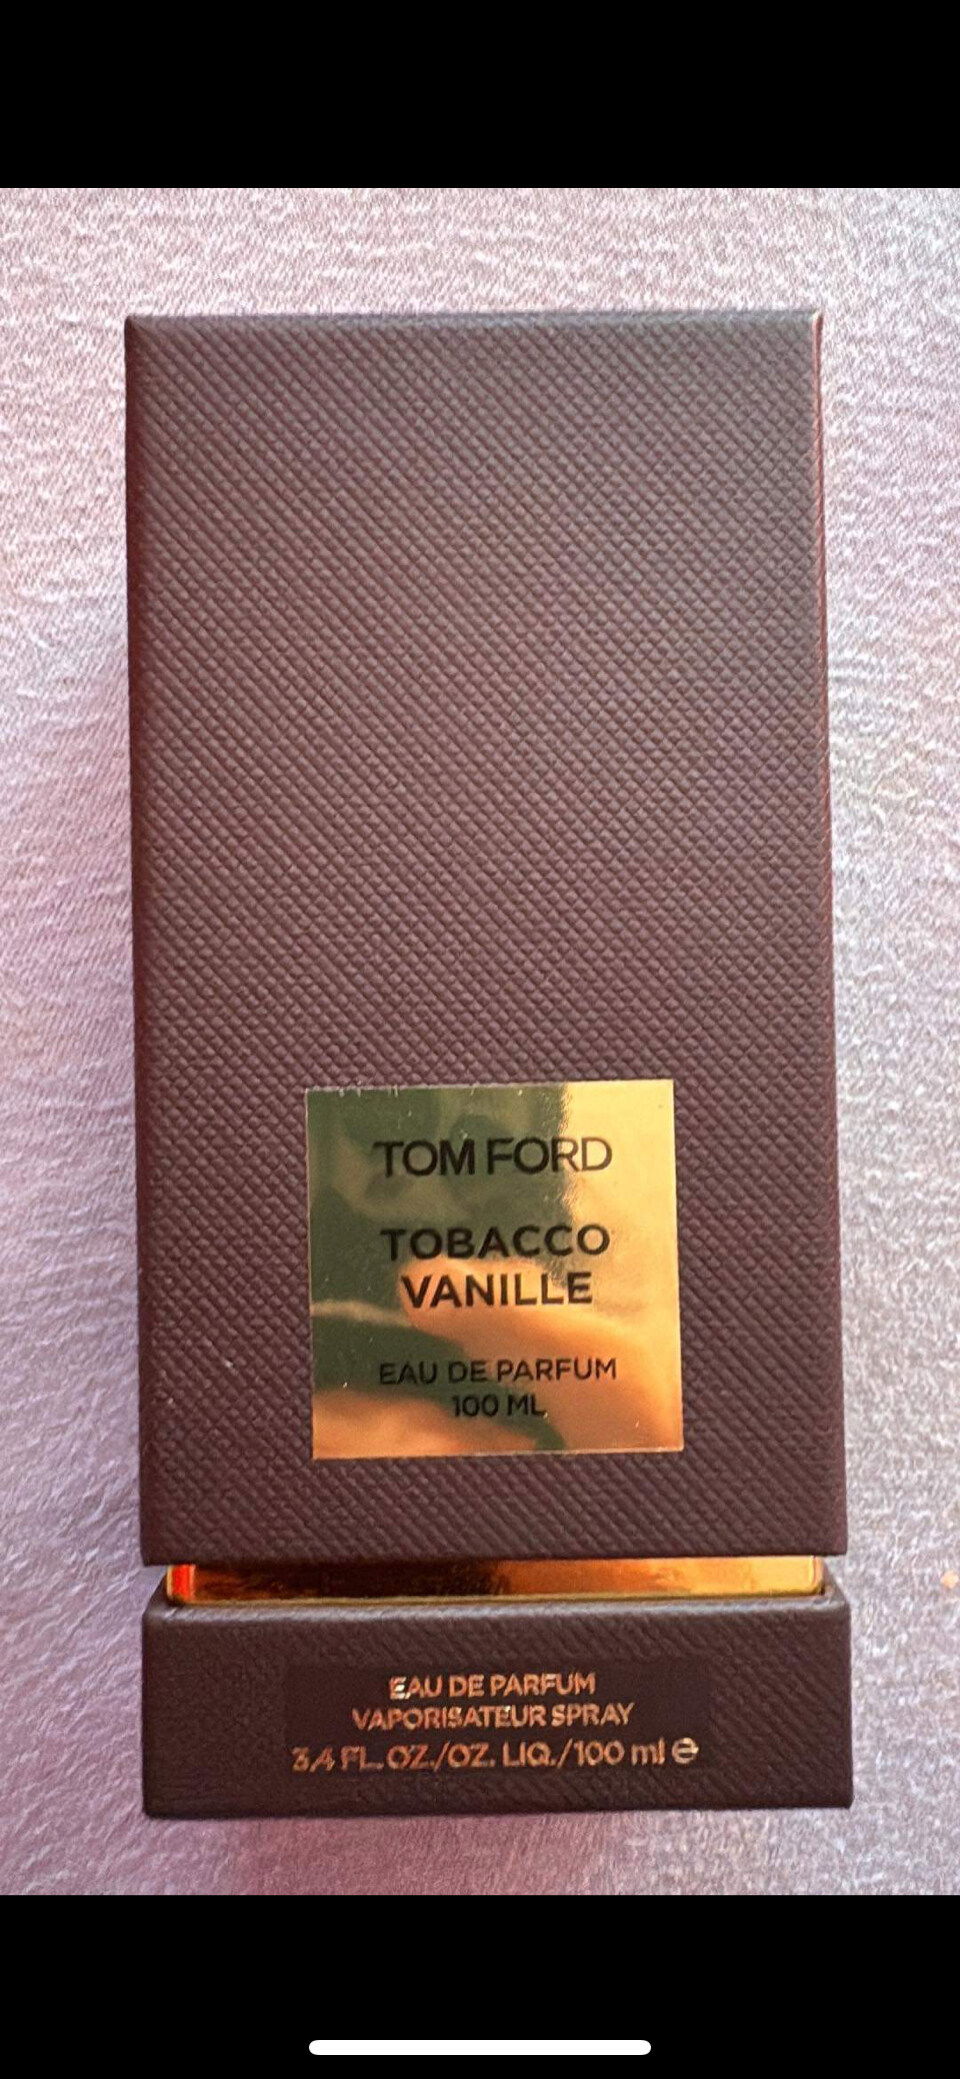 TOM FORD
TOBACCO
VANILLE
EAU DE PARFUM
100 ML
EAU DE PARFUM
VAPORISATEUR SPRAY
3,4 FL. OZ./OZ. LIQ./100 ml ℮